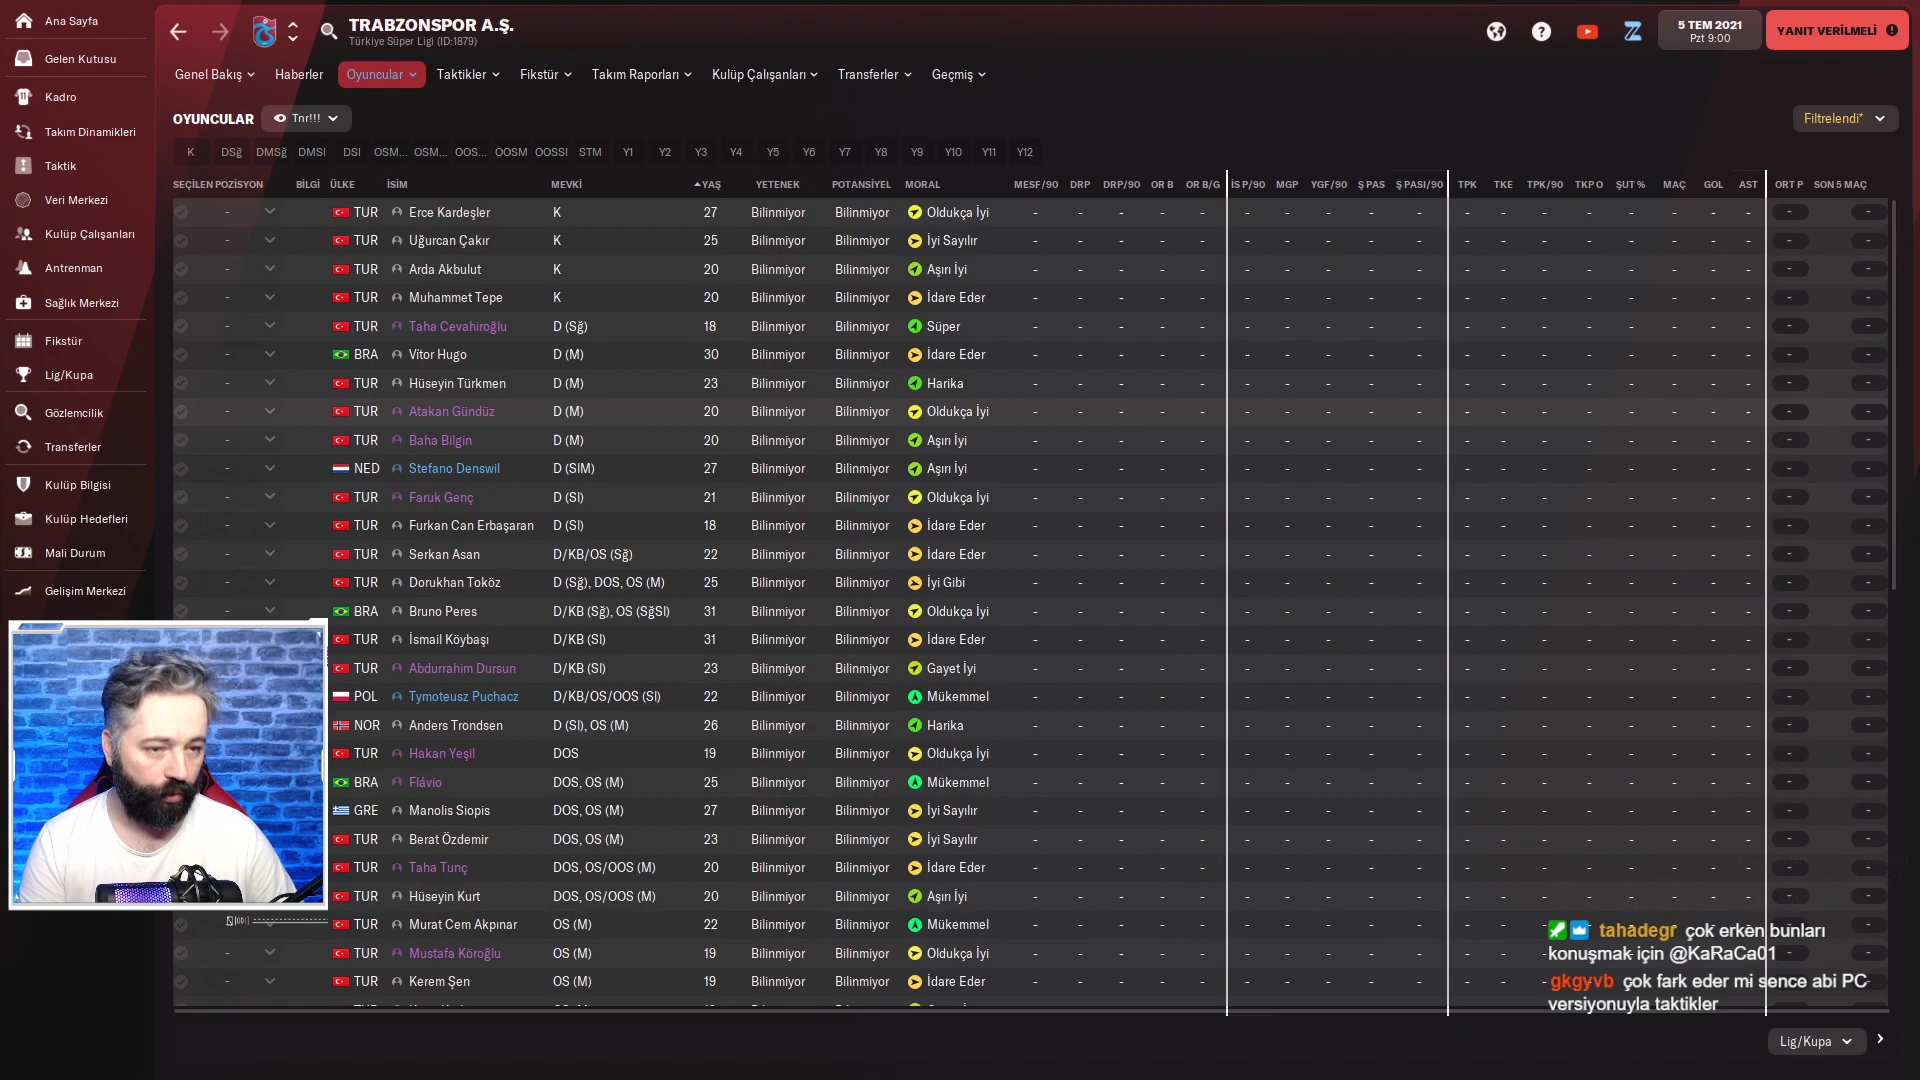 Ana Sayfa
Gelen Kutusu
Kadro
Takım Dinamikleri
Taktik
Veri Merkezi
Kulüp Çalışanları
Antrenman
Sağlık Merkezi
Fikstür
Lig/Kupa
Gözlemcilik
Transferler
Kulüp Bilgisi
Kulüp Hedefleri
Mali Durum
Gelişim Merkezi
TRABZONSPOR A.Ş.
Türkiye Süper Ligi (ID:1879)
5 TEM 2021
Pzt 9:00
YANIT VERİLMELİ
Genel Bakış Haberler Oyuncular Taktikler Fikstür Takım Raporları Kulüp Çalışanları Transferler Geçmiş
OYUNCULAR Tnr!!! Filtrelendi*
K DSğ DMSğ DMSI DSI OSM... OSM... OOS... OOSM OOSSI STM Y1 Y2 Y3 Y4 Y5 Y6 Y7 Y8 Y9 Y10 Y11 Y12
SEÇİLEN POZİSYON BİLGİ ÜLKE İSİM MEVKİ YAŞ YETENEK POTANSİYEL MORAL MESF/90 DRP DRP/90 OR B OR B/G İS P/90 MGP YGF/90 Ş PAS Ş PASI/90 TPK TKE TPK/90 TKP O ŞUT % MAÇ GOL AST ORT P SON 5 MAÇ
- TUR Erce Kardeşler K 27 Bilinmiyor Bilinmiyor Oldukça İyi - - - - - - - - - - - - - - - - - - - -
- TUR Uğurcan Çakır K 25 Bilinmiyor Bilinmiyor İyi Sayılır - - - - - - - - - - - - - - - - - - - -
- TUR Arda Akbulut K 20 Bilinmiyor Bilinmiyor Aşırı İyi - - - - - - - - - - - - - - - - - - - -
- TUR Muhammet Tepe K 20 Bilinmiyor Bilinmiyor İdare Eder - - - - - - - - - - - - - - - - - - - -
- TUR Taha Cevahiroğlu D (Sğ) 18 Bilinmiyor Bilinmiyor Süper - - - - - - - - - - - - - - - - - - - -
- BRA Vítor Hugo D (M) 30 Bilinmiyor Bilinmiyor İdare Eder - - - - - - - - - - - - - - - - - - - -
- TUR Hüseyin Türkmen D (M) 23 Bilinmiyor Bilinmiyor Harika - - - - - - - - - - - - - - - - - - - -
- TUR Atakan Gündüz D (M) 20 Bilinmiyor Bilinmiyor Oldukça İyi - - - - - - - - - - - - - - - - - - - -
- TUR Baha Bilgin D (M) 20 Bilinmiyor Bilinmiyor Aşırı İyi - - - - - - - - - - - - - - - - - - - -
- NED Stefano Denswil D (SIM) 27 Bilinmiyor Bilinmiyor Aşırı İyi - - - - - - - - - - - - - - - - - - - -
- TUR Faruk Genç D (Sl) 21 Bilinmiyor Bilinmiyor Oldukça İyi - - - - - - - - - - - - - - - - - - - -
- TUR Furkan Can Erbaşaran D (Sl) 18 Bilinmiyor Bilinmiyor İdare Eder - - - - - - - - - - - - - - - - - - - -
- TUR Serkan Asan D/KB/OS (Sğ) 22 Bilinmiyor Bilinmiyor İdare Eder - - - - - - - - - - - - - - - - - - - -
- TUR Dorukhan Toköz D (Sğ), DOS, OS (M) 25 Bilinmiyor Bilinmiyor İyi Gibi - - - - - - - - - - - - - - - - - - - -
- BRA Bruno Peres D/KB (Sğ), OS (SğSl) 31 Bilinmiyor Bilinmiyor Oldukça İyi - - - - - - - - - - - - - - - - - - - -
TUR İsmail Köybaşı D/KB (Sl) 31 Bilinmiyor Bilinmiyor İdare Eder - - - - - - - - - - - - - - - - - - - -
TUR Abdurrahim Dursun D/KB (Sl) 23 Bilinmiyor Bilinmiyor Gayet İyi - - - - - - - - - - - - - - - - - - - -
POL Tymoteusz Puchacz D/KB/OS/OOS (Sl) 22 Bilinmiyor Bilinmiyor Mükemmel - - - - - - - - - - - - - - - - - - - -
NOR Anders Trondsen D (Sl), OS (M) 26 Bilinmiyor Bilinmiyor Harika - - - - - - - - - - - - - - - - - - - -
TUR Hakan Yeşil DOS 19 Bilinmiyor Bilinmiyor Oldukça İyi - - - - - - - - - - - - - - - - - - - -
BRA Flávio DOS, OS (M) 25 Bilinmiyor Bilinmiyor Mükemmel - - - - - - - - - - - - - - - - - - - -
GRE Manolis Siopis DOS, OS (M) 27 Bilinmiyor Bilinmiyor İyi Sayılır - - - - - - - - - - - - - - - - - - - -
TUR Berat Özdemir DOS, OS (M) 23 Bilinmiyor Bilinmiyor İyi Sayılır - - - - - - - - - - - - - - - - - - - -
TUR Taha Tunç DOS, OS/OOS (M) 20 Bilinmiyor Bilinmiyor İdare Eder - - - - - - - - - - - - - - - - - - - -
TUR Hüseyin Kurt DOS, OS/OOS (M) 20 Bilinmiyor Bilinmiyor Aşırı İyi - - - - - - - - - - - - - - - - - - - -
TUR Murat Cem Akpınar OS (M) 22 Bilinmiyor Bilinmiyor Mükemmel - - - - - - - - - - - -
- TUR Mustafa Köroğlu OS (M) 19 Bilinmiyor Bilinmiyor Oldukça İyi - - - - - - - - - - - -
- TUR Kerem Şen OS (M) 19 Bilinmiyor Bilinmiyor İdare Eder - - - - - - - - - - - -
tahadegr çok erken bunları
konuşmak için @KaRaCa01
gkgyvb çok fark eder mi sence abi PC
versiyonuyla taktikler
Lig/Kupa